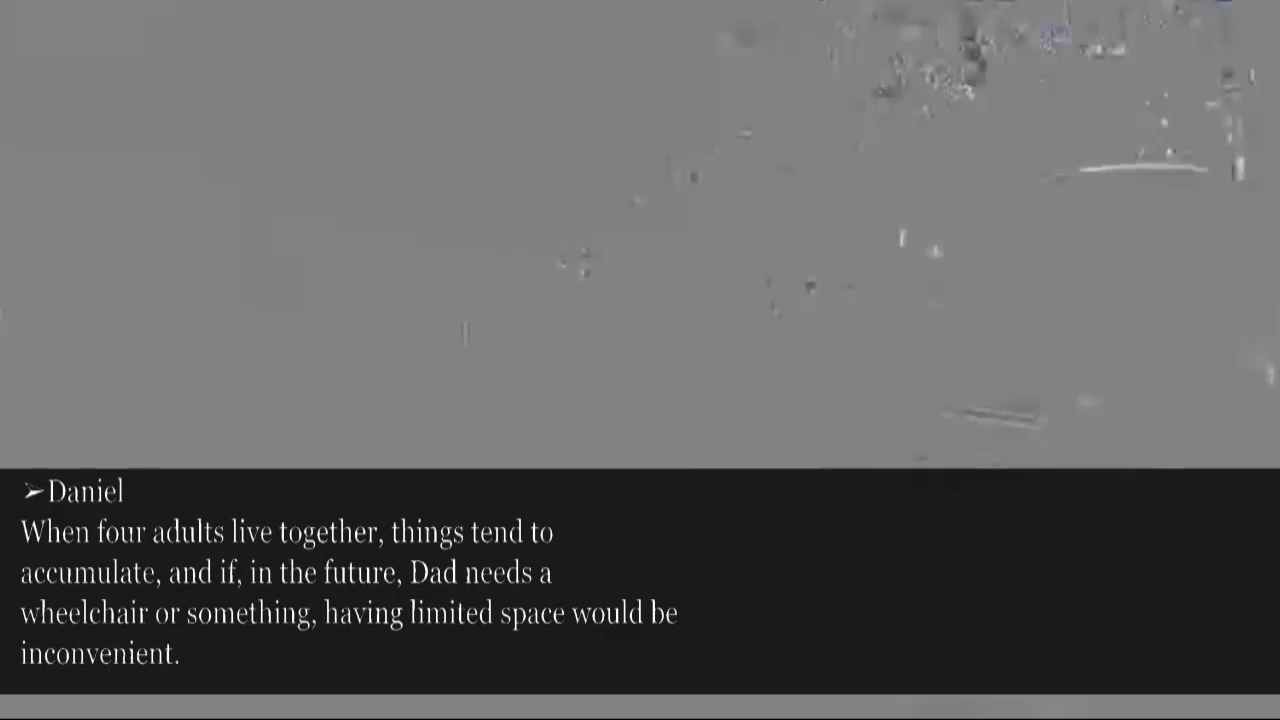 ➢Daniel
When four adults live together, things tend to
accumulate, and if, in the future, Dad needs a
wheelchair or something, having limited space would be
inconvenient.